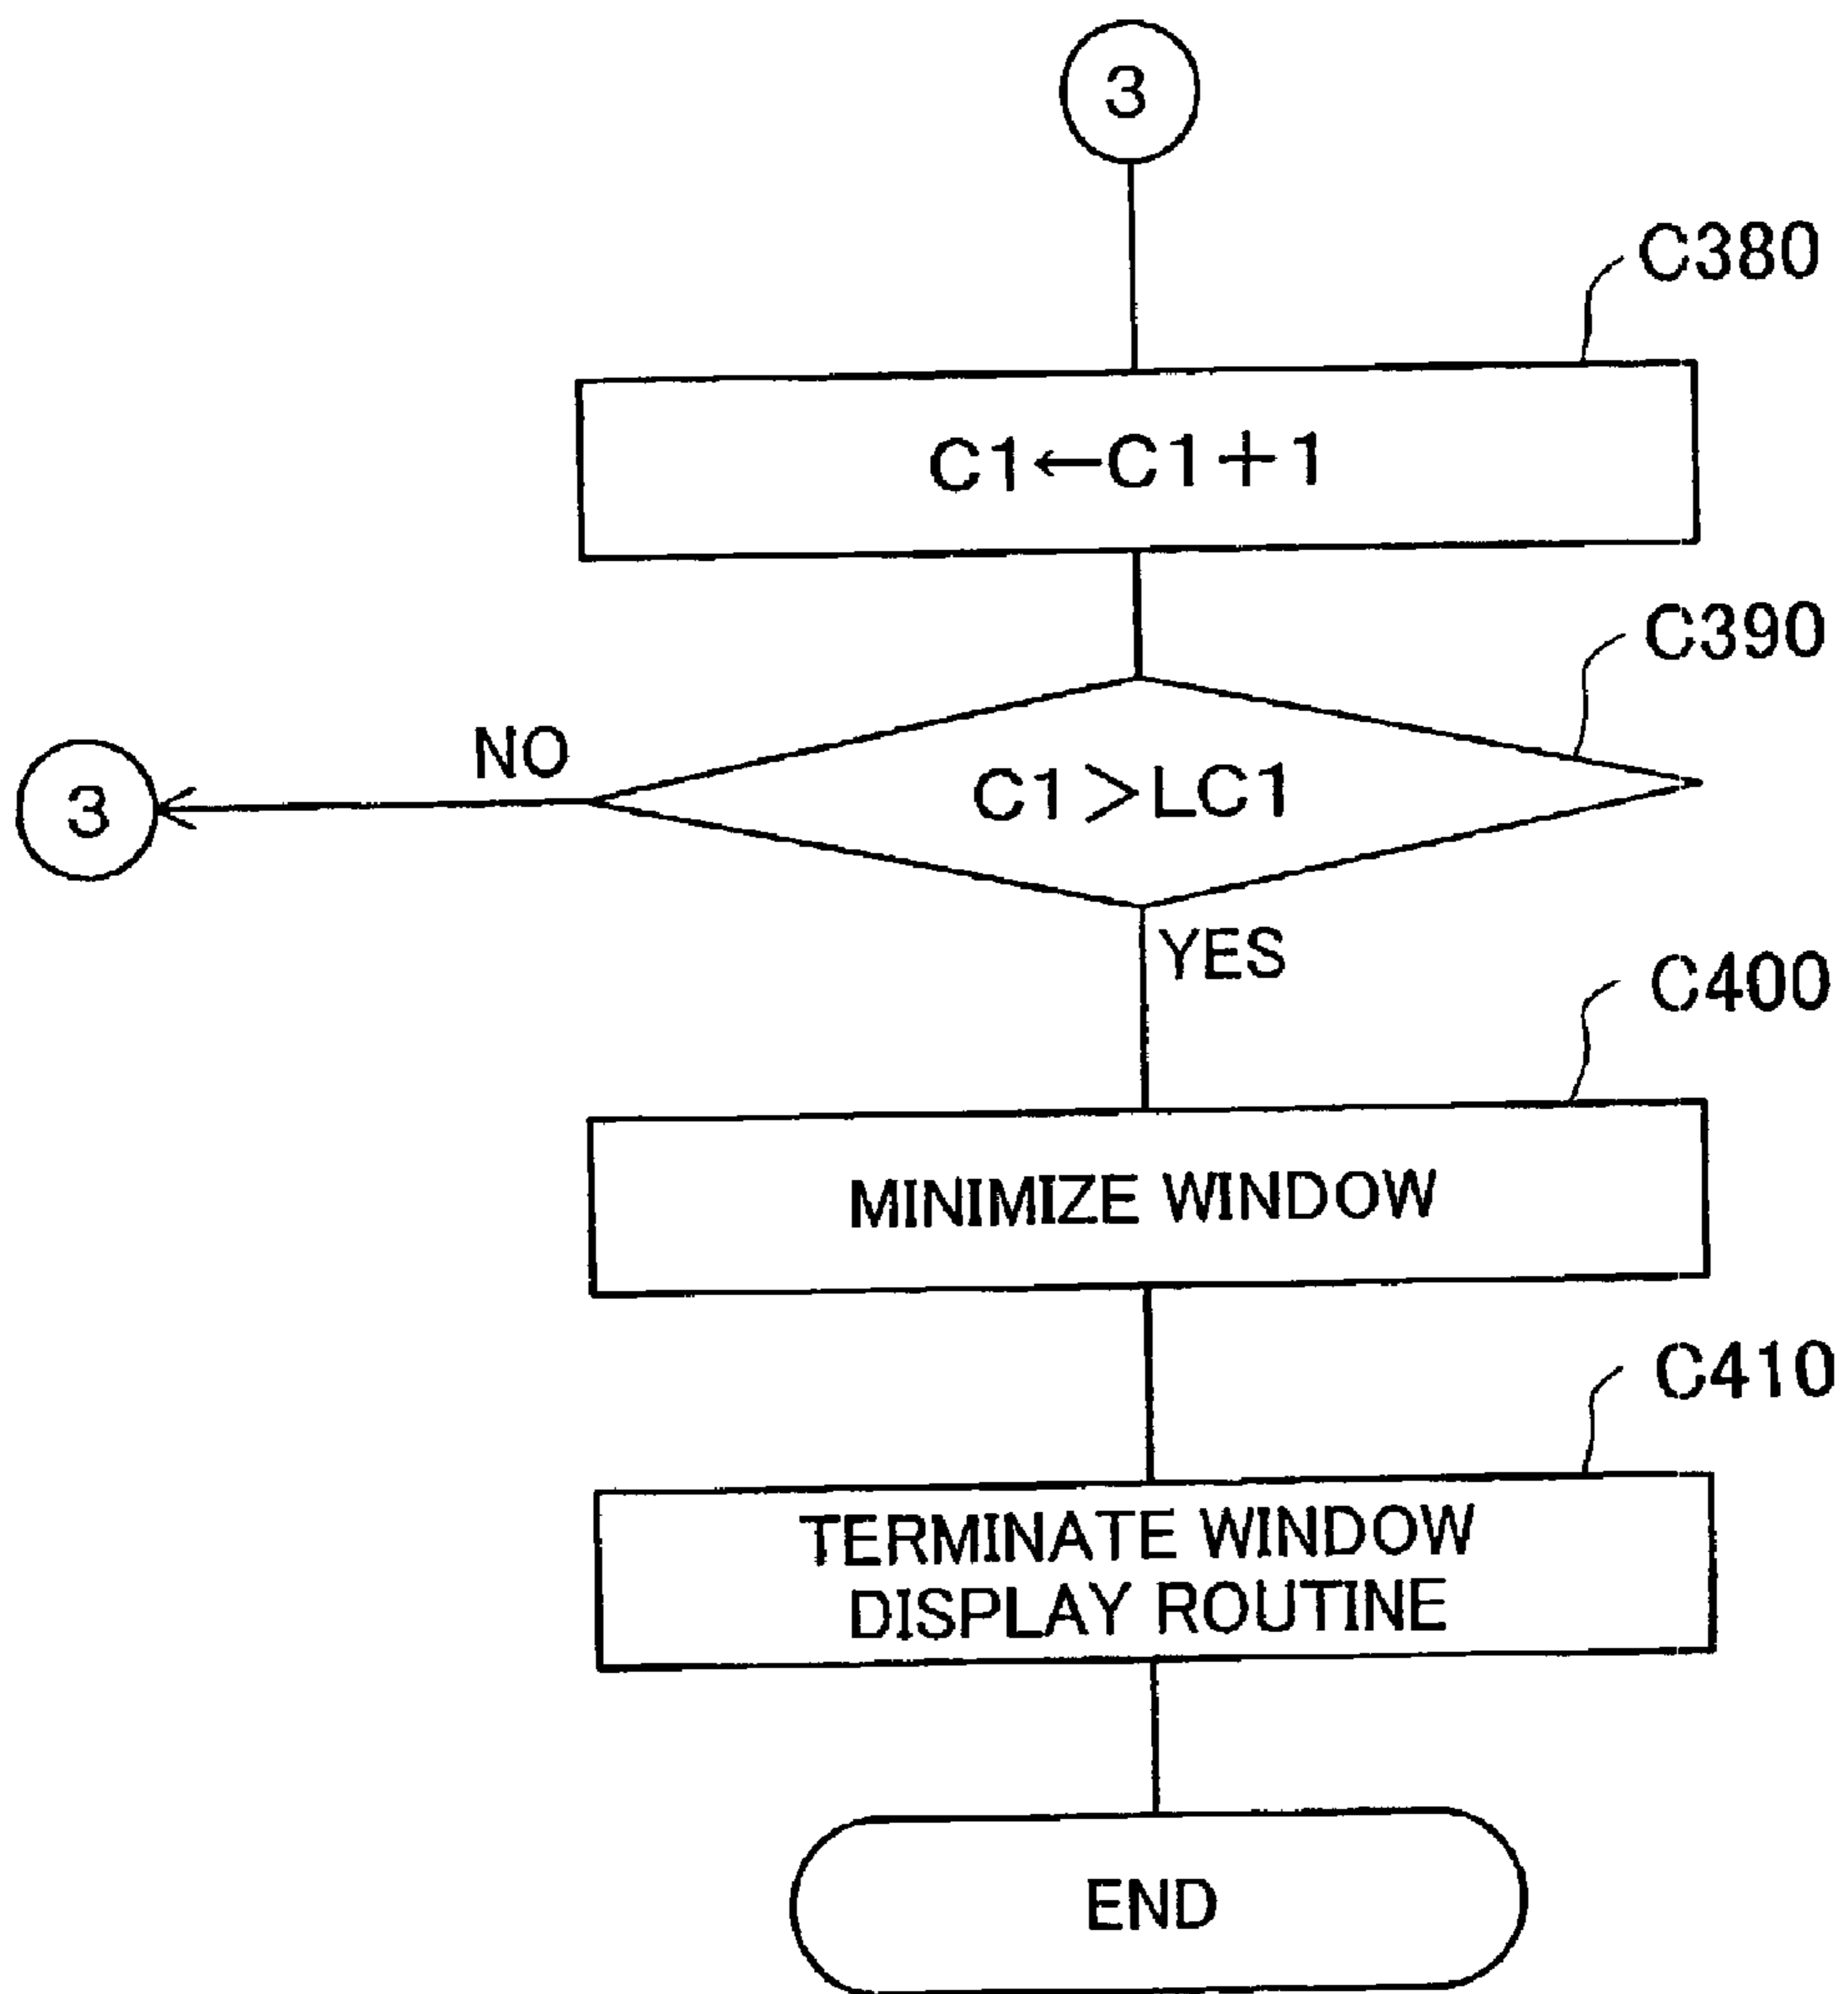 3
C380
C1←C1+1
C390
NO
3
C1>LC1
YES
C400
MINIMIZE WINDOW
C410
TERMINATE WINDOW
DISPLAY ROUTINE
END